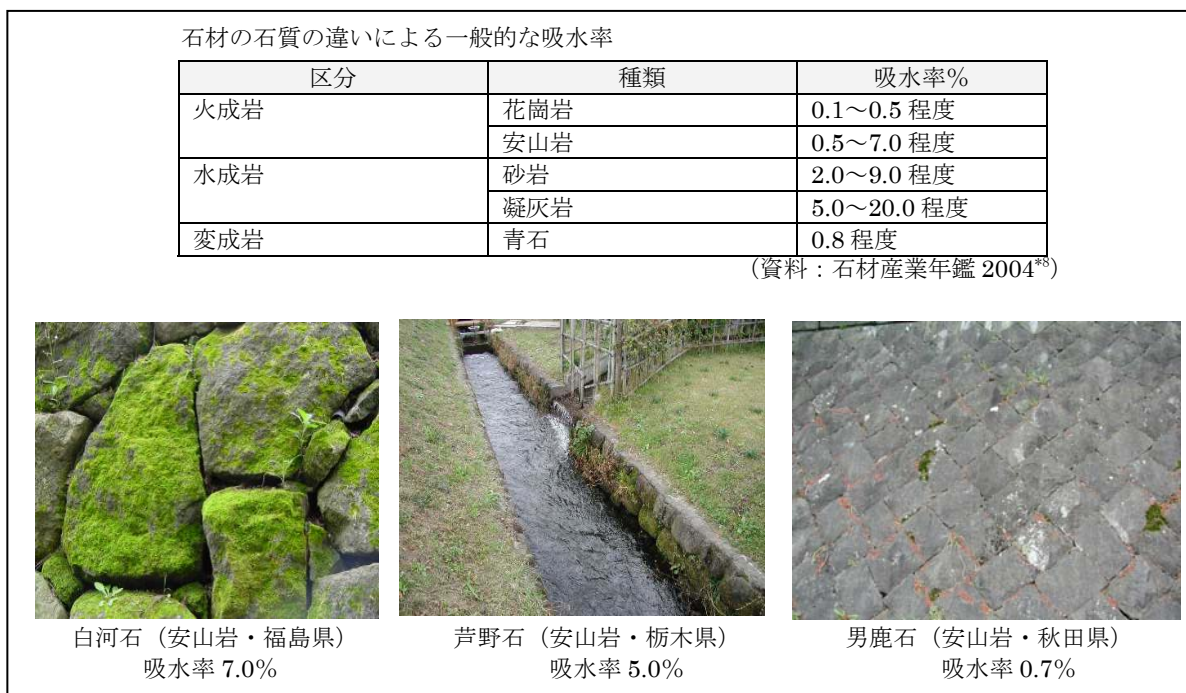 石材の石質の違いによる一般的な吸水率
区分 種類 吸水率%
火成岩 花崗岩 0.1～0.5 程度
安山岩 0.5～7.0 程度
水成岩 砂岩 2.0～9.0 程度
凝灰岩 5.0～20.0 程度
変成岩 青石 0.8 程度
（資料：石材産業年鑑 2004*8）
白河石（安山岩・福島県）
吸水率 7.0%
芦野石（安山岩・栃木県）
吸水率 5.0%
男鹿石（安山岩・秋田県）
吸水率 0.7%